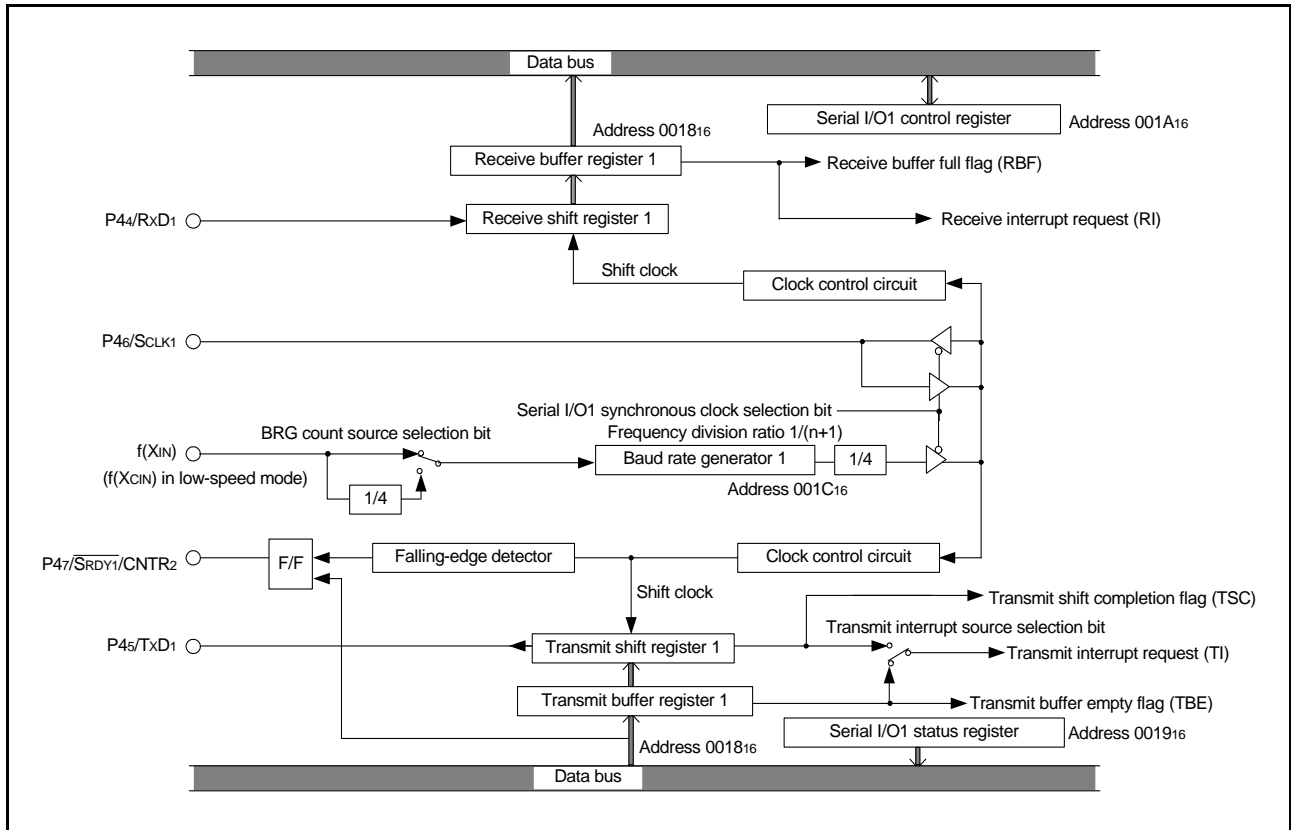 Data bus
Serial I/O1 control register
Address 001A16
Address 001816
Receive buffer register 1
Receive buffer full flag (RBF)
P44/RXD1
Receive shift register 1
Receive interrupt request (RI)
Shift clock
Clock control circuit
P46/SCLK1
Serial I/O1 synchronous clock selection bit
BRG count source selection bit
Frequency division ratio 1/(n+1)
f(XIN)
Baud rate generator 1
1/4
(f(XCIN) in low-speed mode)
1/4
Address 001C16
P47/SRDY1/CNTR2
F/F
Falling-edge detector
Clock control circuit
Shift clock
Transmit shift completion flag (TSC)
Transmit interrupt source selection bit
P45/TXD1
Transmit shift register 1
Transmit interrupt request (TI)
Transmit buffer register 1
Transmit buffer empty flag (TBE)
Address 001816
Serial I/O1 status register
Address 001916
Data bus